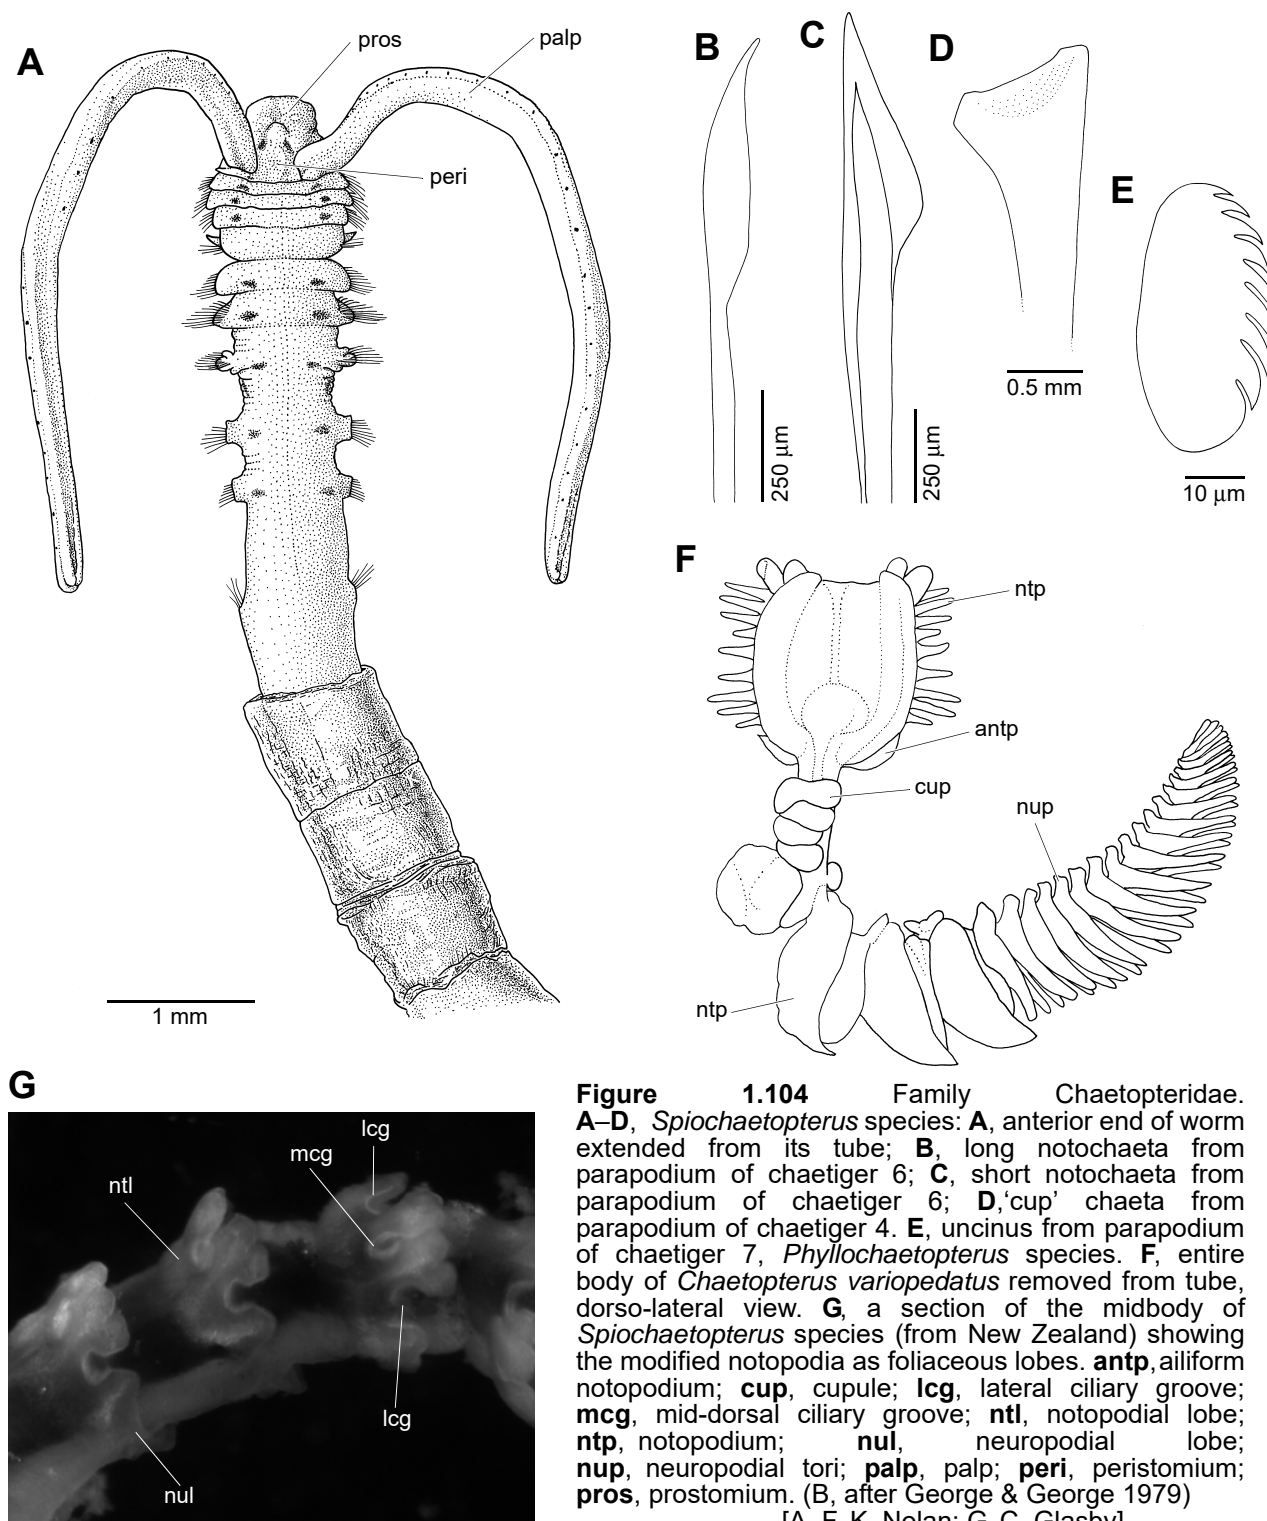 A
pros
palp
peri
1 mm
B
250 μm
C
250 μm
D
0.5 mm
E
10 μm
F
ntp
antp
cup
nup
ntp
G
lcg
mcg
ntl
lcg
nul
Figure 1.104 Family Chaetopteridae.
A–D, Spiochaetopterus species: A, anterior end of worm
extended from its tube; B, long notochaeta from
parapodium of chaetiger 6; C, short notochaeta from
parapodium of chaetiger 6; D,‘cup’ chaeta from
parapodium of chaetiger 4. E, uncinus from parapodium
of chaetiger 7, Phyllochaetopterus species. F, entire
body of Chaetopterus variopedatus removed from tube,
dorso-lateral view. G, a section of the midbody of
Spiochaetopterus species (from New Zealand) showing
the modified notopodia as foliaceous lobes. antp, ailiform
notopodium; cup, cupule; lcg, lateral ciliary groove;
mcg, mid-dorsal ciliary groove; ntl, notopodial lobe;
ntp, notopodium; nul, neuropodial lobe;
nup, neuropodial tori; palp, palp; peri, peristomium;
pros, prostomium. (B, after George & George 1979)
[A, F, K. Nolan; G, C. Glasby]